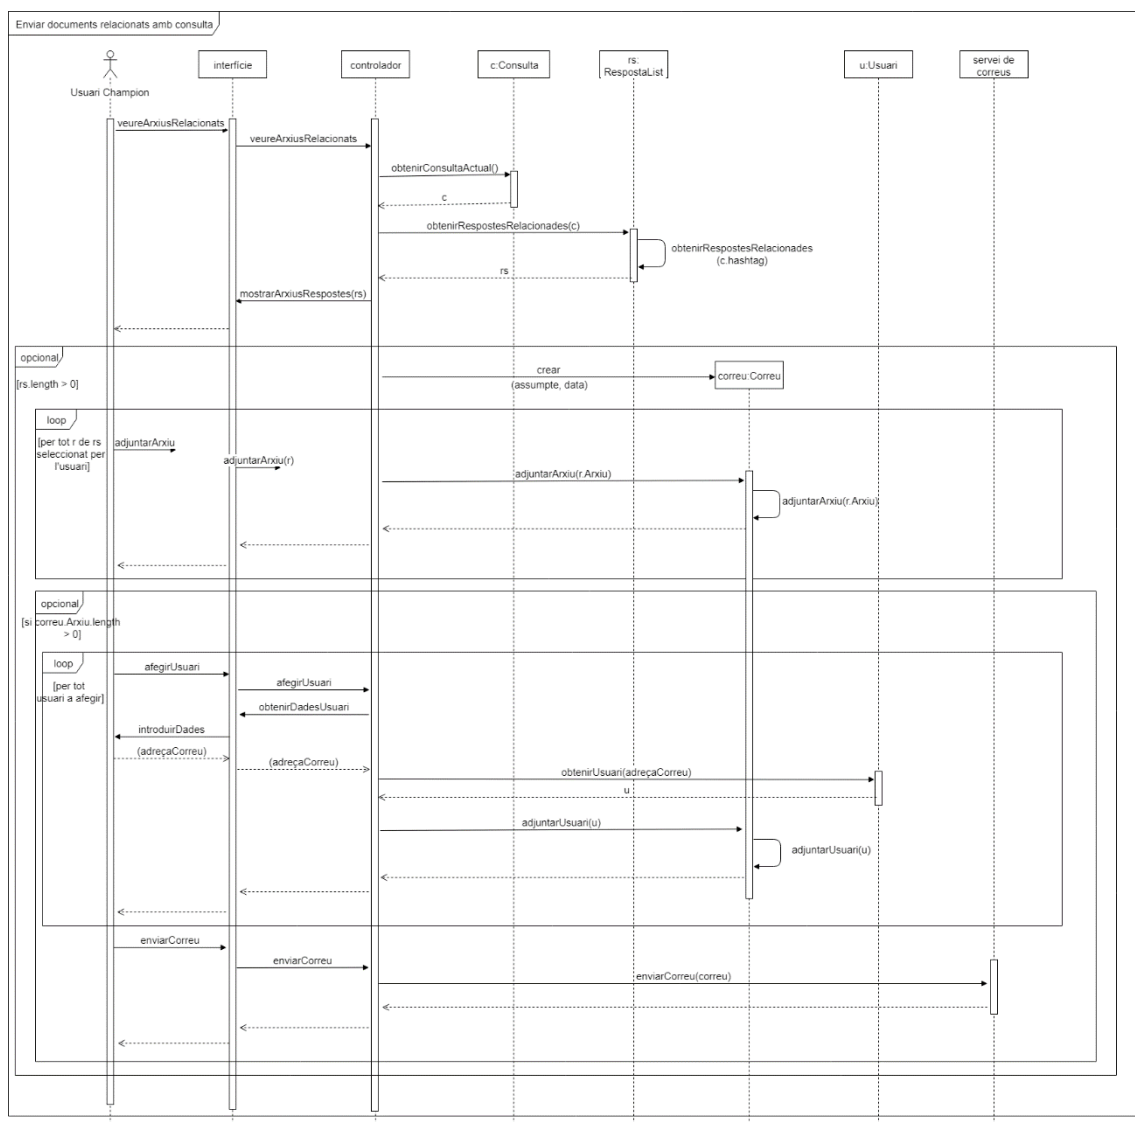 Enviar documents relacionats amb consulta
Usuari Champion
interfície
controlador
c:Consulta
rs:
RespostaList
u:Usuari
servei de
correus
veureArxiusRelacionats
veureArxiusRelacionats
obtenirConsultaActual()
c
obtenirRespostesRelacionades(c)
obtenirRespostesRelacionades
(c.hashtag)
rs
mostrarArxiusRespostes(rs)
opcional
[rs.length > 0]
crear
(assumpte, data)
correu:Correu
loop
[per tot r de rs
seleccionat per
l'usuari]
adjuntarArxiu
adjuntarArxiu(r)
adjuntarArxiu(r.Arxiu)
adjuntarArxiu(r.Arxiu)
opcional
[si correu.Arxiu.length
> 0]
loop
[per tot
usuari a afegir]
afegirUsuari
afegirUsuari
obtenirDadesUsuari
introduirDades
(adreçaCorreu)
(adreçaCorreu)
obtenirUsuari(adreçaCorreu)
u
adjuntarUsuari(u)
adjuntarUsuari(u)
enviarCorreu
enviarCorreu
enviarCorreu(correu)